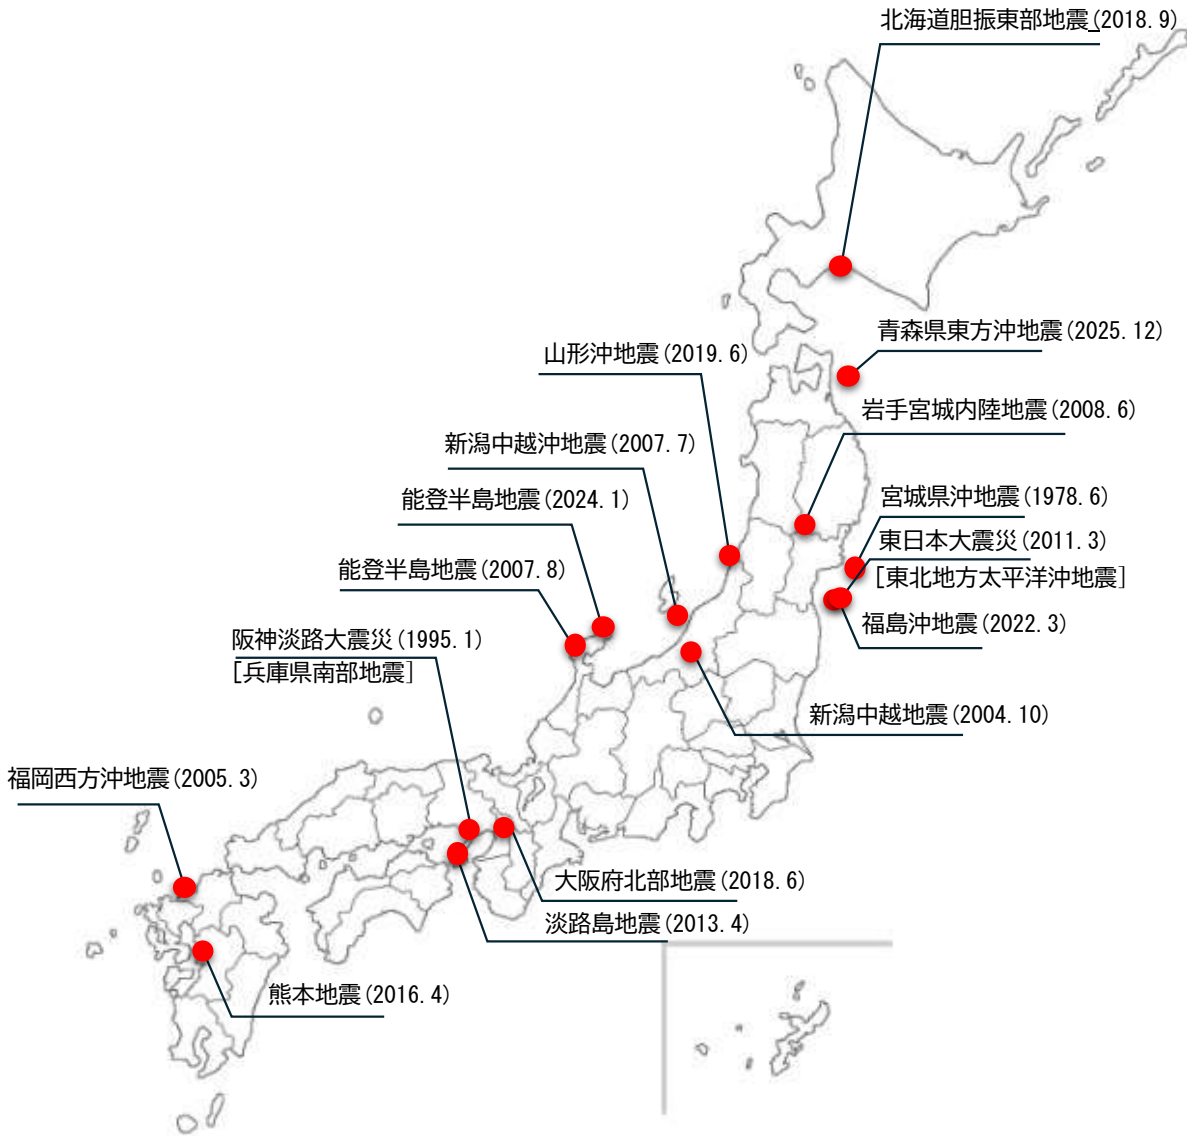 北海道胆振東部地震(2018.9)
青森県東方沖地震(2025.12)
山形沖地震(2019.6)
岩手宮城内陸地震(2008.6)
新潟中越沖地震(2007.7)
能登半島地震(2024.1)
宮城県沖地震(1978.6)
東日本大震災(2011.3)
[東北地方太平洋沖地震]
能登半島地震(2007.8)
福島沖地震(2022.3)
阪神淡路大震災(1995.1)
[兵庫県南部地震]
新潟中越地震(2004.10)
福岡西方沖地震(2005.3)
大阪府北部地震(2018.6)
淡路島地震(2013.4)
熊本地震(2016.4)